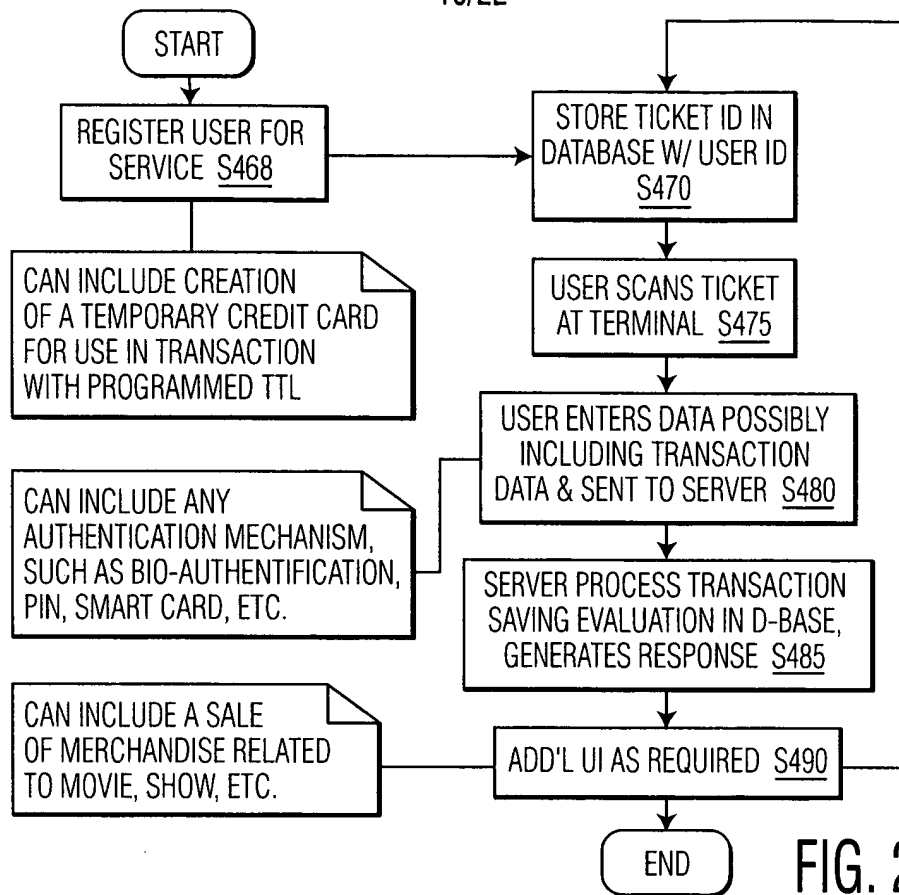 START
REGISTER USER FOR
SERVICE S468
CAN INCLUDE CREATION
OF A TEMPORARY CREDIT CARD
FOR USE IN TRANSACTION
WITH PROGRAMMED TTL
STORE TICKET ID IN
DATABASE W/ USER ID
S470
USER SCANS TICKET
AT TERMINAL S475
USER ENTERS DATA POSSIBLY
INCLUDING TRANSACTION
DATA & SENT TO SERVER S480
CAN INCLUDE ANY
AUTHENTICATION MECHANISM,
SUCH AS BIO-AUTHENTIFICATION,
PIN, SMART CARD, ETC.
SERVER PROCESS TRANSACTION
SAVING EVALUATION IN D-BASE,
GENERATES RESPONSE S485
CAN INCLUDE A SALE
OF MERCHANDISE RELATED
TO MOVIE, SHOW, ETC.
ADD'L UI AS REQUIRED S490
END
FIG. 2